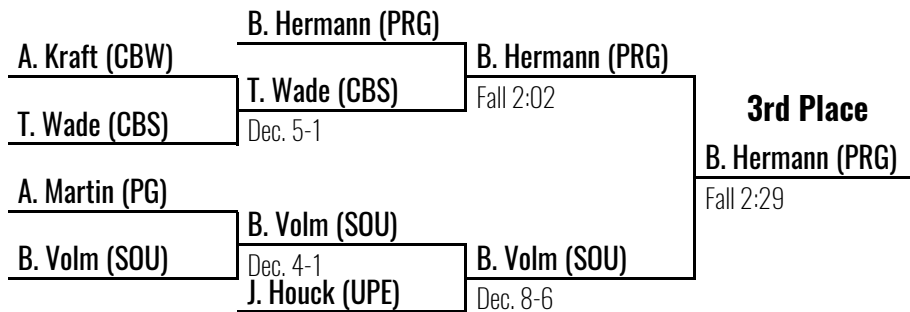 B. Hermann (PRG)
A. Kraft (CBW)
B. Hermann (PRG)
T. Wade (CBS)
Fall 2:02
3rd Place
T. Wade (CBS)
Dec. 5-1
B. Hermann (PRG)
A. Martin (PG)
Fall 2:29
B. Volm (SOU)
B. Volm (SOU)
Dec. 4-1
B. Volm (SOU)
J. Houck (UPE)
Dec. 8-6